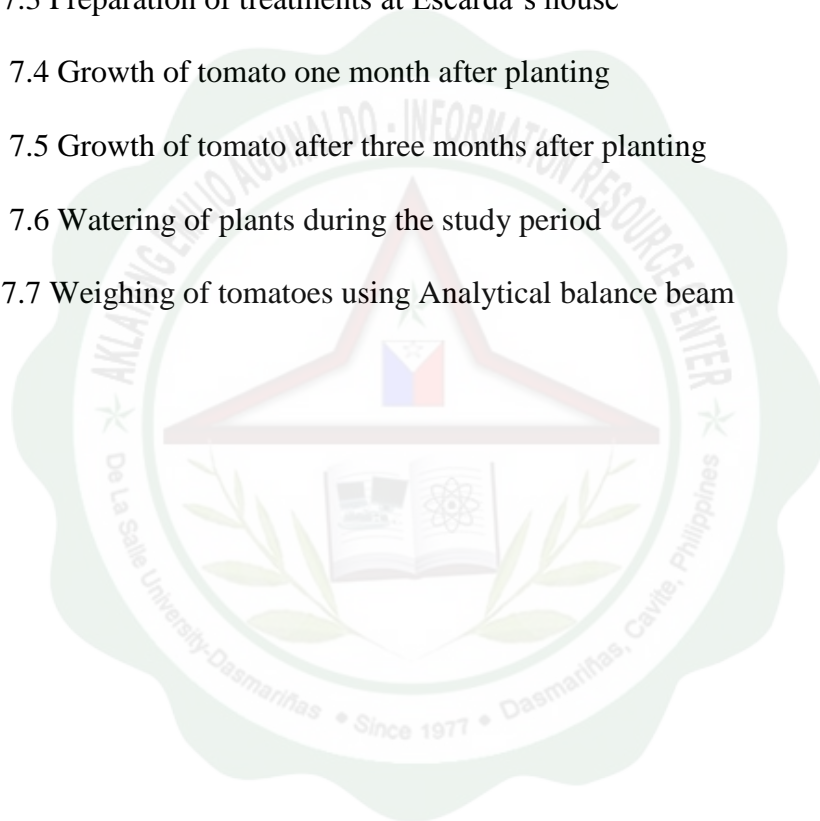 7.3 Preparation of treatments at Escarda's house
7.4 Growth of tomato one month after planting
7.5 Growth of tomato after three months after planting
7.6 Watering of plants during the study period
7.7 Weighing of tomatoes using Analytical balance beam
AKLATANG EMILIO AGUINALDO - INFORMATION RESOURCE CENTER
De La Salle University-Dasmariñas • Since 1977 • Dasmariñas, Cavite, Philippines